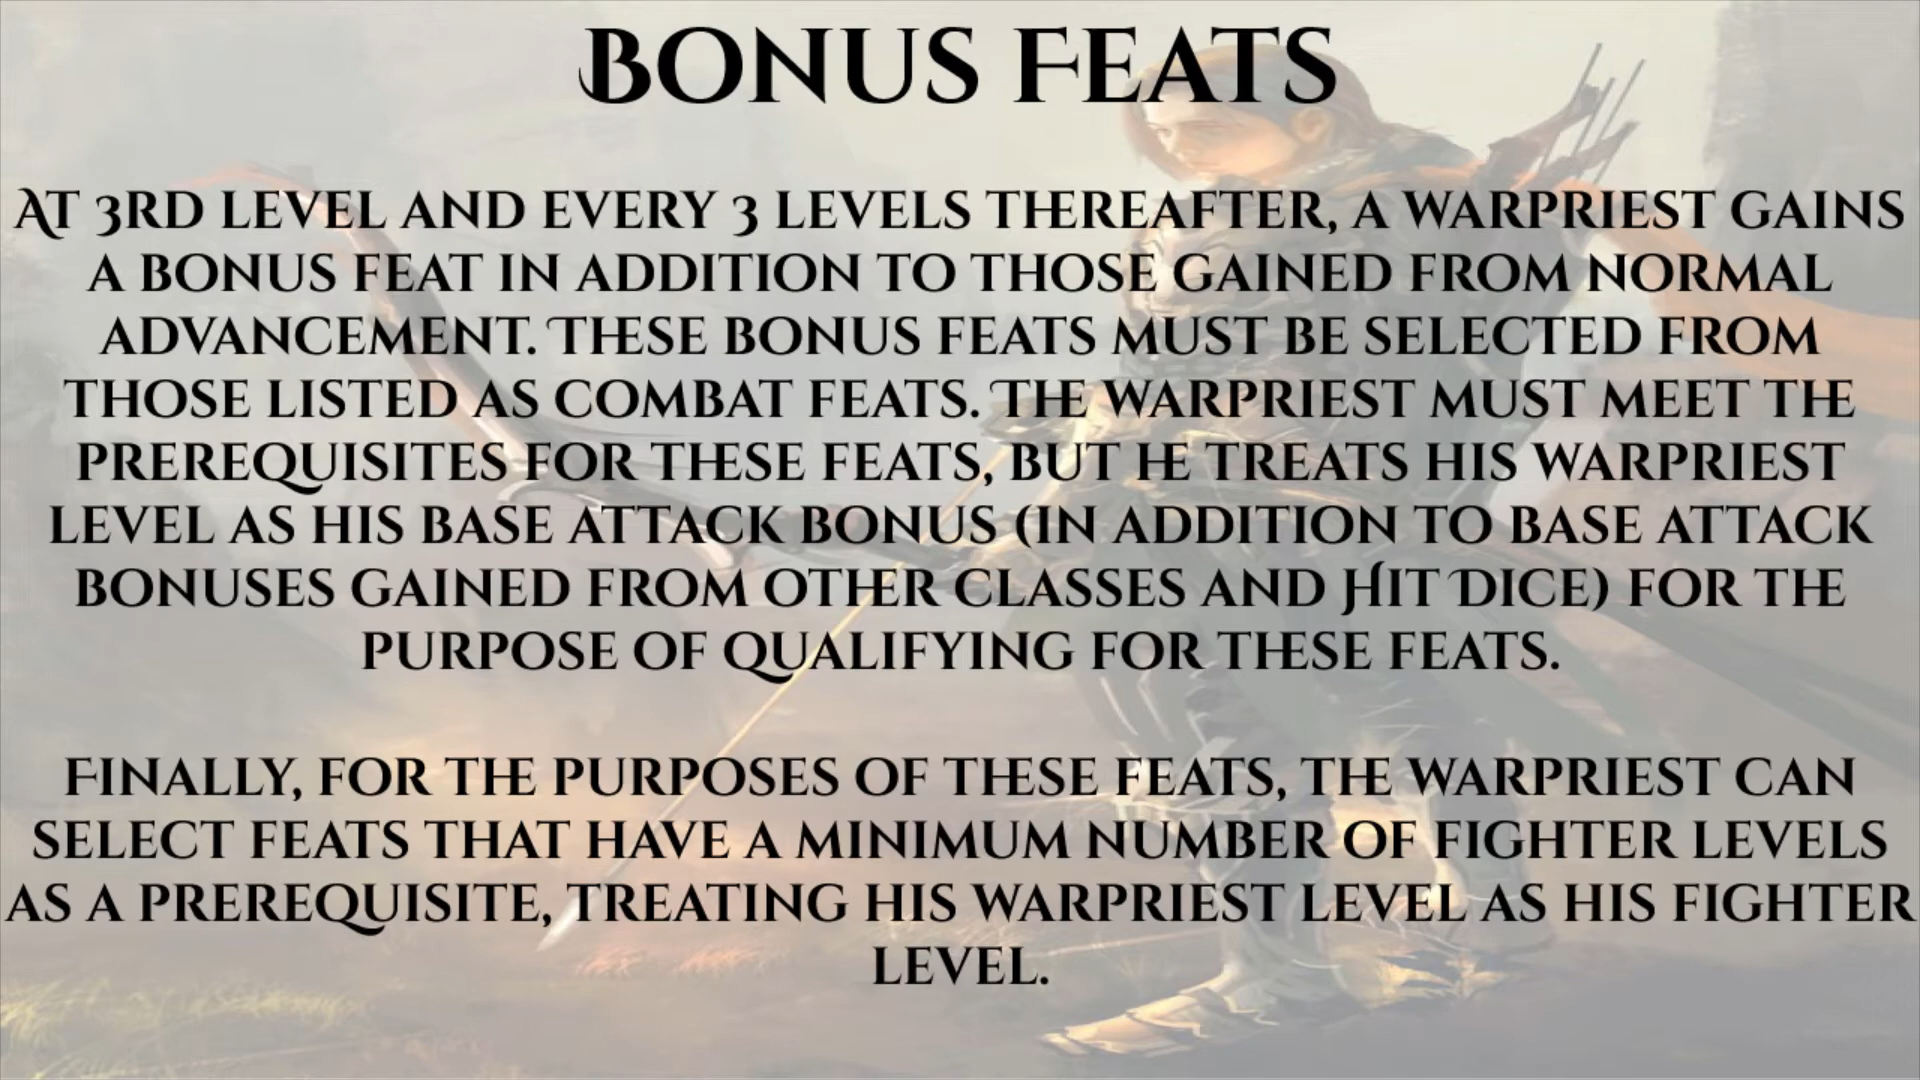 Bonus Feats
At 3rd level and every 3 levels thereafter, a warpriest gains
a bonus feat in addition to those gained from normal
advancement. These bonus feats must be selected from
those listed as combat feats. The warpriest must meet the
prerequisites for these feats, but he treats his warpriest
level as his base attack bonus (in addition to base attack
bonuses gained from other classes and Hit Dice) for the
purpose of qualifying for these feats.
Finally, for the purposes of these feats, the warpriest can
select feats that have a minimum number of fighter levels
as a prerequisite, treating his warpriest level as his fighter
level.